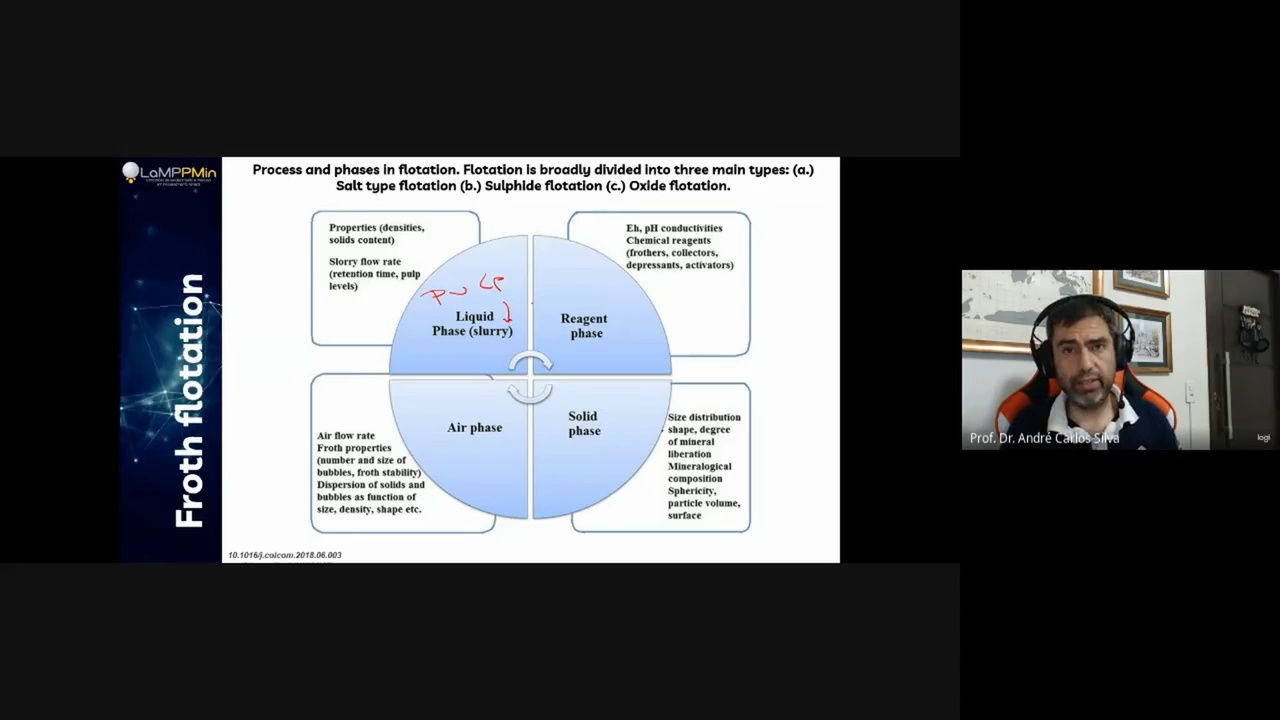 LaMPPMin
Froth flotation
Process and phases in flotation. Flotation is broadly divided into three main types: (a.)
Salt type flotation (b.) Sulphide flotation (c.) Oxide flotation.
Properties (densities,
solids content)
Slorry flow rate
(retention time, pulp
levels)
Eh, pH conductivities
Chemical reagents
(frothers, collectors,
depressants, activators)
Liquid
Phase (slurry)
Reagent
phase
Air phase
Solid
phase
Air flow rate
Froth properties
(number and size of
bubbles, froth stability)
Dispersion of solids and
bubbles as function of
size, density, shape etc.
Size distribution
shape, degree
of mineral
liberation
Mineralogical
composition
Sphericity,
particle volume,
surface
10.1016/j.colcom.2018.06.003
Prof. Dr. André Carlos Silva
logi